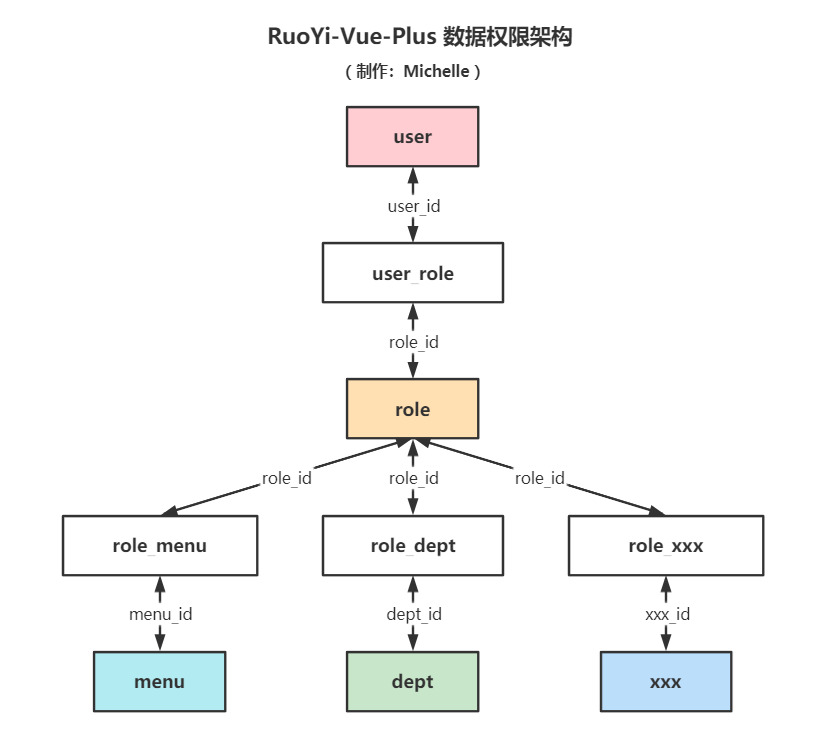 RuoYi-Vue-Plus 数据权限架构
(制作：Michelle)
user
user_id
user_role
role_id
role
role_id role_id role_id
role_menu role_dept role_xxx
menu_id dept_id xxx_id
menu dept xxx